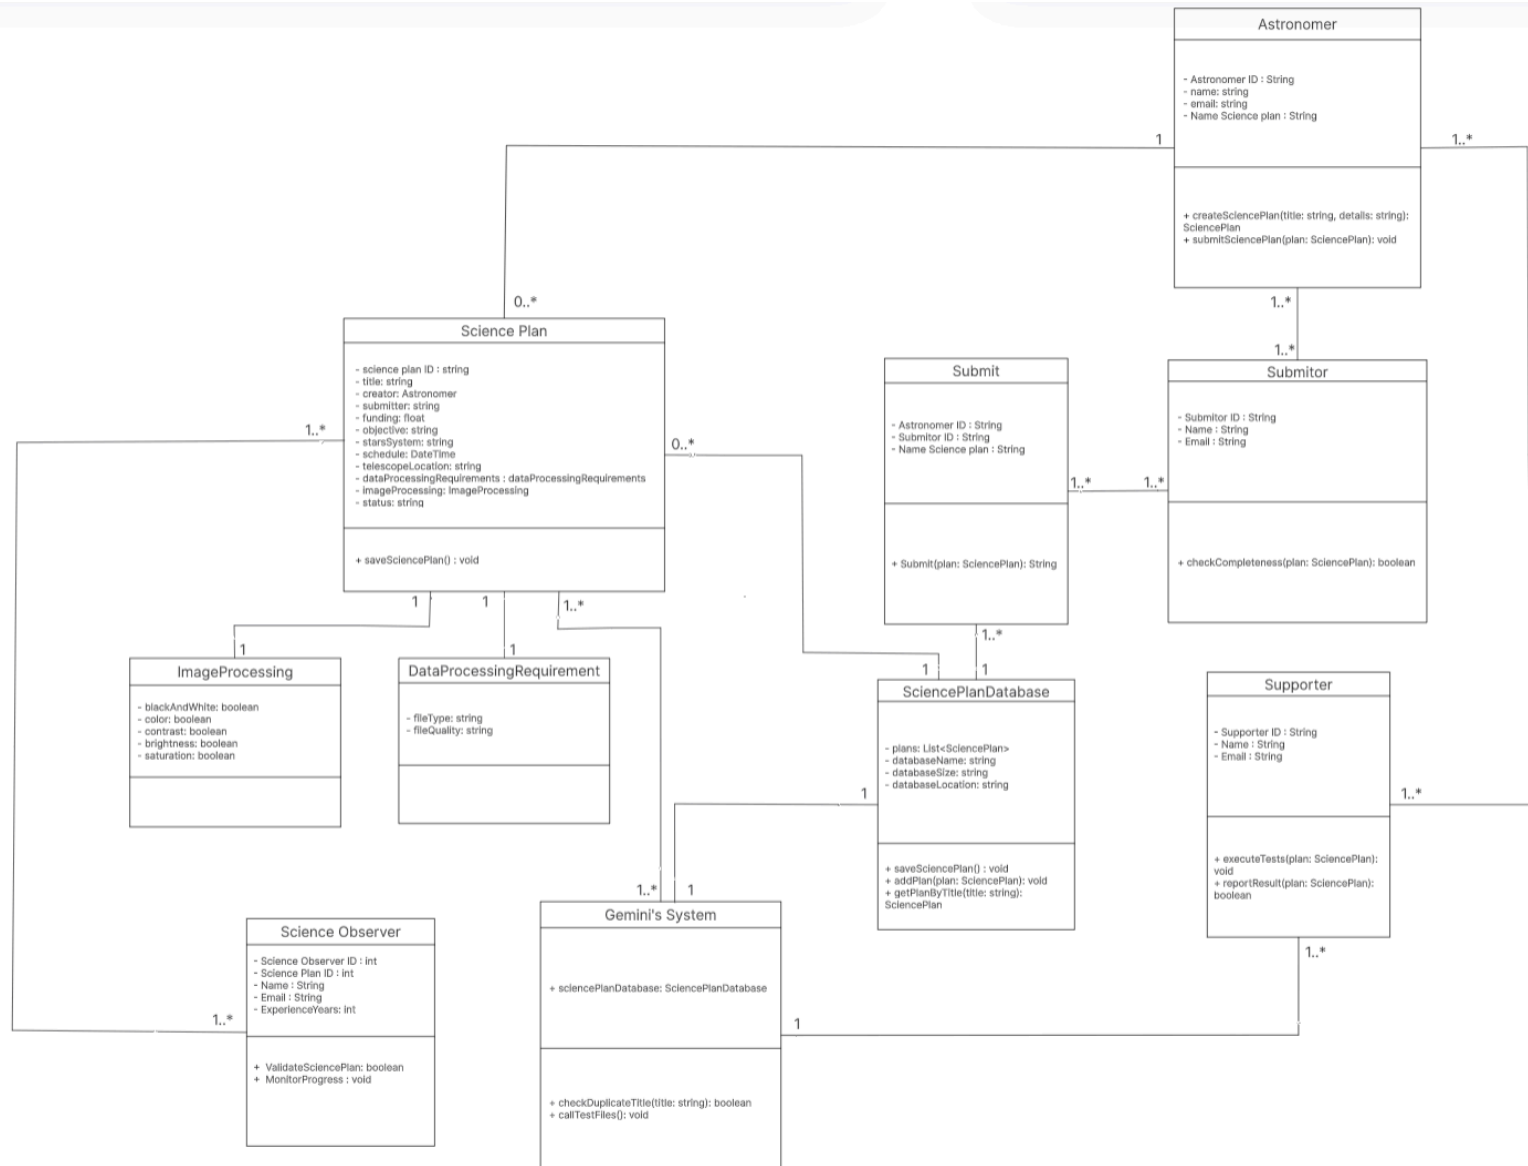 Astronomer
- Astronomer ID : String
- name: string
- email: string
- Name Science plan : String
+ createSciencePlan(title: string, details: string):
SciencePlan
+ submitSciencePlan(plan: SciencePlan): void
1
1..*
1..*
0..*
Science Plan
- science plan ID : string
- title: string
- creator: Astronomer
- submitter: string
- funding: float
- objective: string
- starsSystem: string
- schedule: DateTime
- telescopeLocation: string
- dataProcessingRequirements : dataProcessingRequirements
- imageProcessing: ImageProcessing
- status: string
+ saveSciencePlan() : void
1..*
0..*
1
1
1..*
Submit
- Astronomer ID : String
- Submitor ID : String
- Name Science plan : String
+ Submit(plan: SciencePlan): String
1..*
1..*
1..*
1..*
Submitor
- Submitor ID : String
- Name : String
- Email : String
+ checkCompleteness(plan: SciencePlan): boolean
1
ImageProcessing
- blackAndWhite: boolean
- color: boolean
- contrast: boolean
- brightness: boolean
- saturation: boolean
1
DataProcessingRequirement
- fileType: string
- fileQuality: string
1
1
SciencePlanDatabase
- plans: List<SciencePlan>
- databaseName: string
- databaseSize: string
- databaseLocation: string
+ saveSciencePlan() : void
+ addPlan(plan: SciencePlan): void
+ getPlanByTitle(title: string):
SciencePlan
1
Supporter
- Supporter ID : String
- Name : String
- Email : String
+ executeTests(plan: SciencePlan):
void
+ reportResult(plan: SciencePlan):
boolean
1..*
1..*
Science Observer
- Science Observer ID : int
- Science Plan ID : int
- Name : String
- Email : String
- ExperienceYears: int
+ ValidateSciencePlan: boolean
+ MonitorProgress : void
1..*
1..*
1
Gemini's System
+ sciencePlanDatabase: SciencePlanDatabase
+ checkDuplicateTitle(title: string): boolean
+ callTestFiles(): void
1